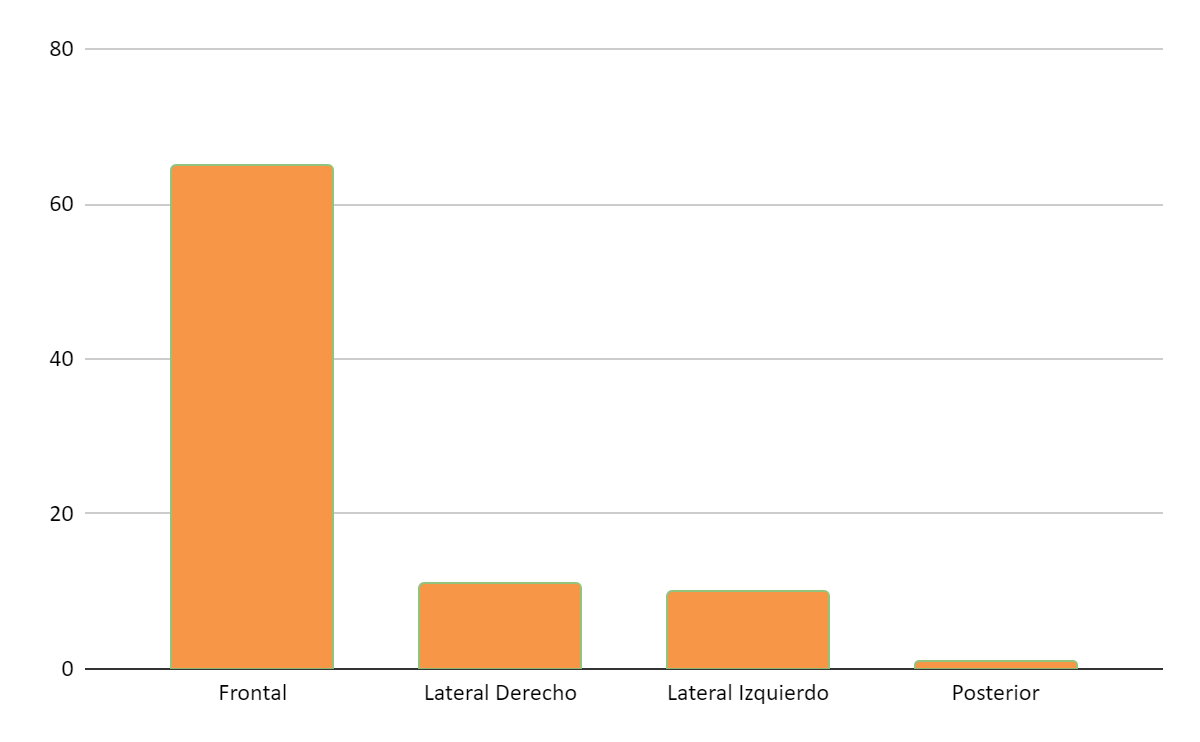 80
60
40
20
0
Frontal
Lateral Derecho
Lateral Izquierdo
Posterior